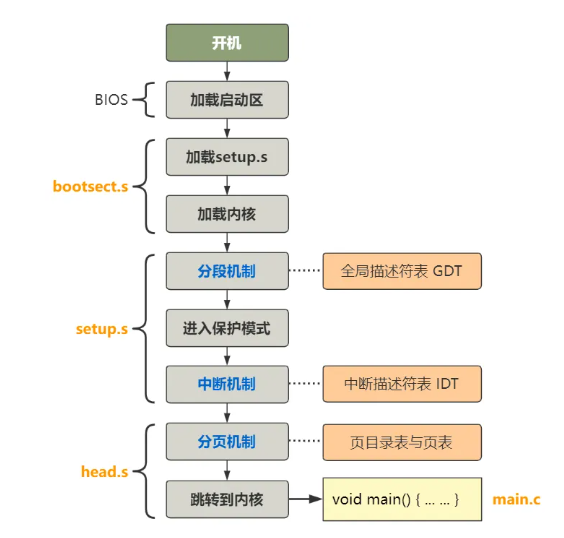 开机
BIOS
加载启动区
bootsect.s
加载setup.s
加载内核
setup.s
分段机制
全局描述符表 GDT
进入保护模式
中断机制
中断描述符表 IDT
head.s
分页机制
页目录表与页表
跳转到内核
void main() { ... ... }
main.c